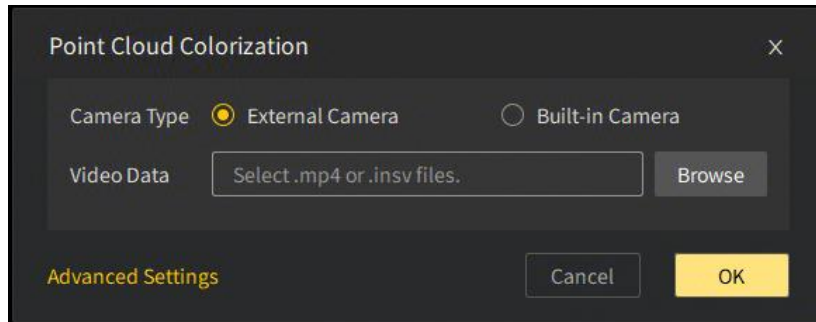 Point Cloud Colorization
Camera Type External Camera Built-in Camera
Video Data Select .mp4 or .insv files. Browse
Advanced Settings Cancel OK